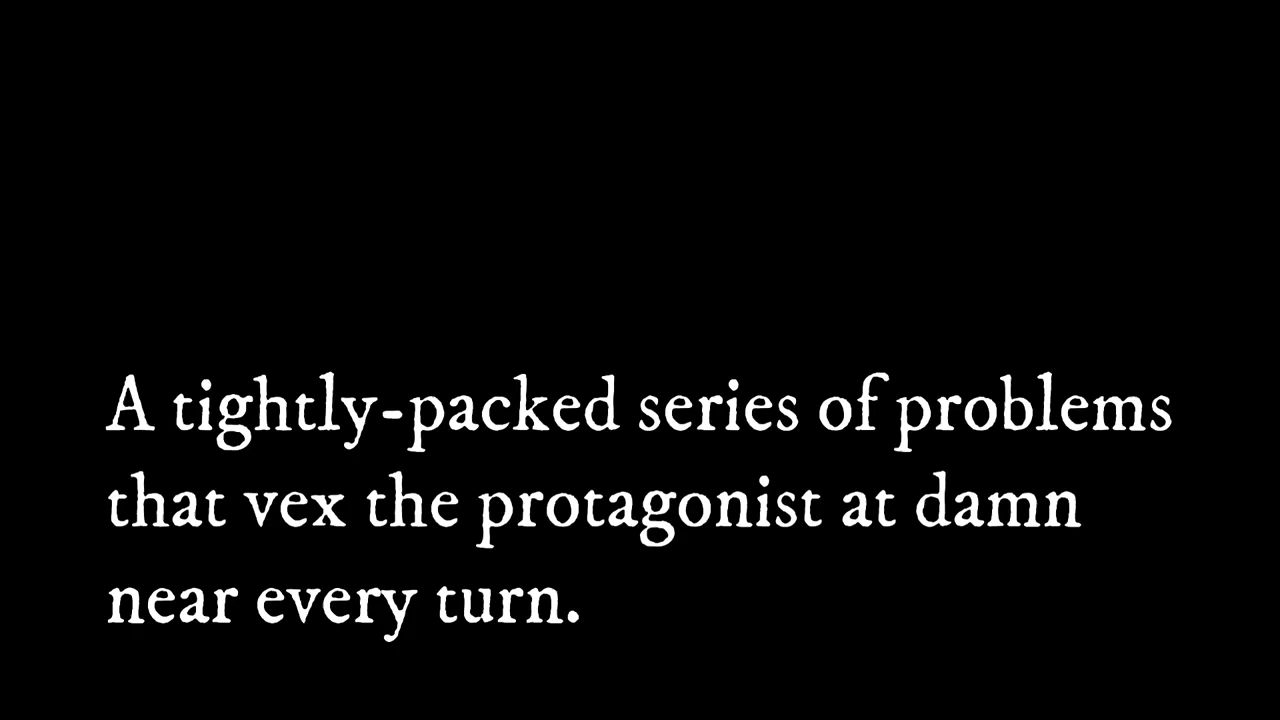 A tightly-packed series of problems
that vex the protagonist at damn
near every turn.